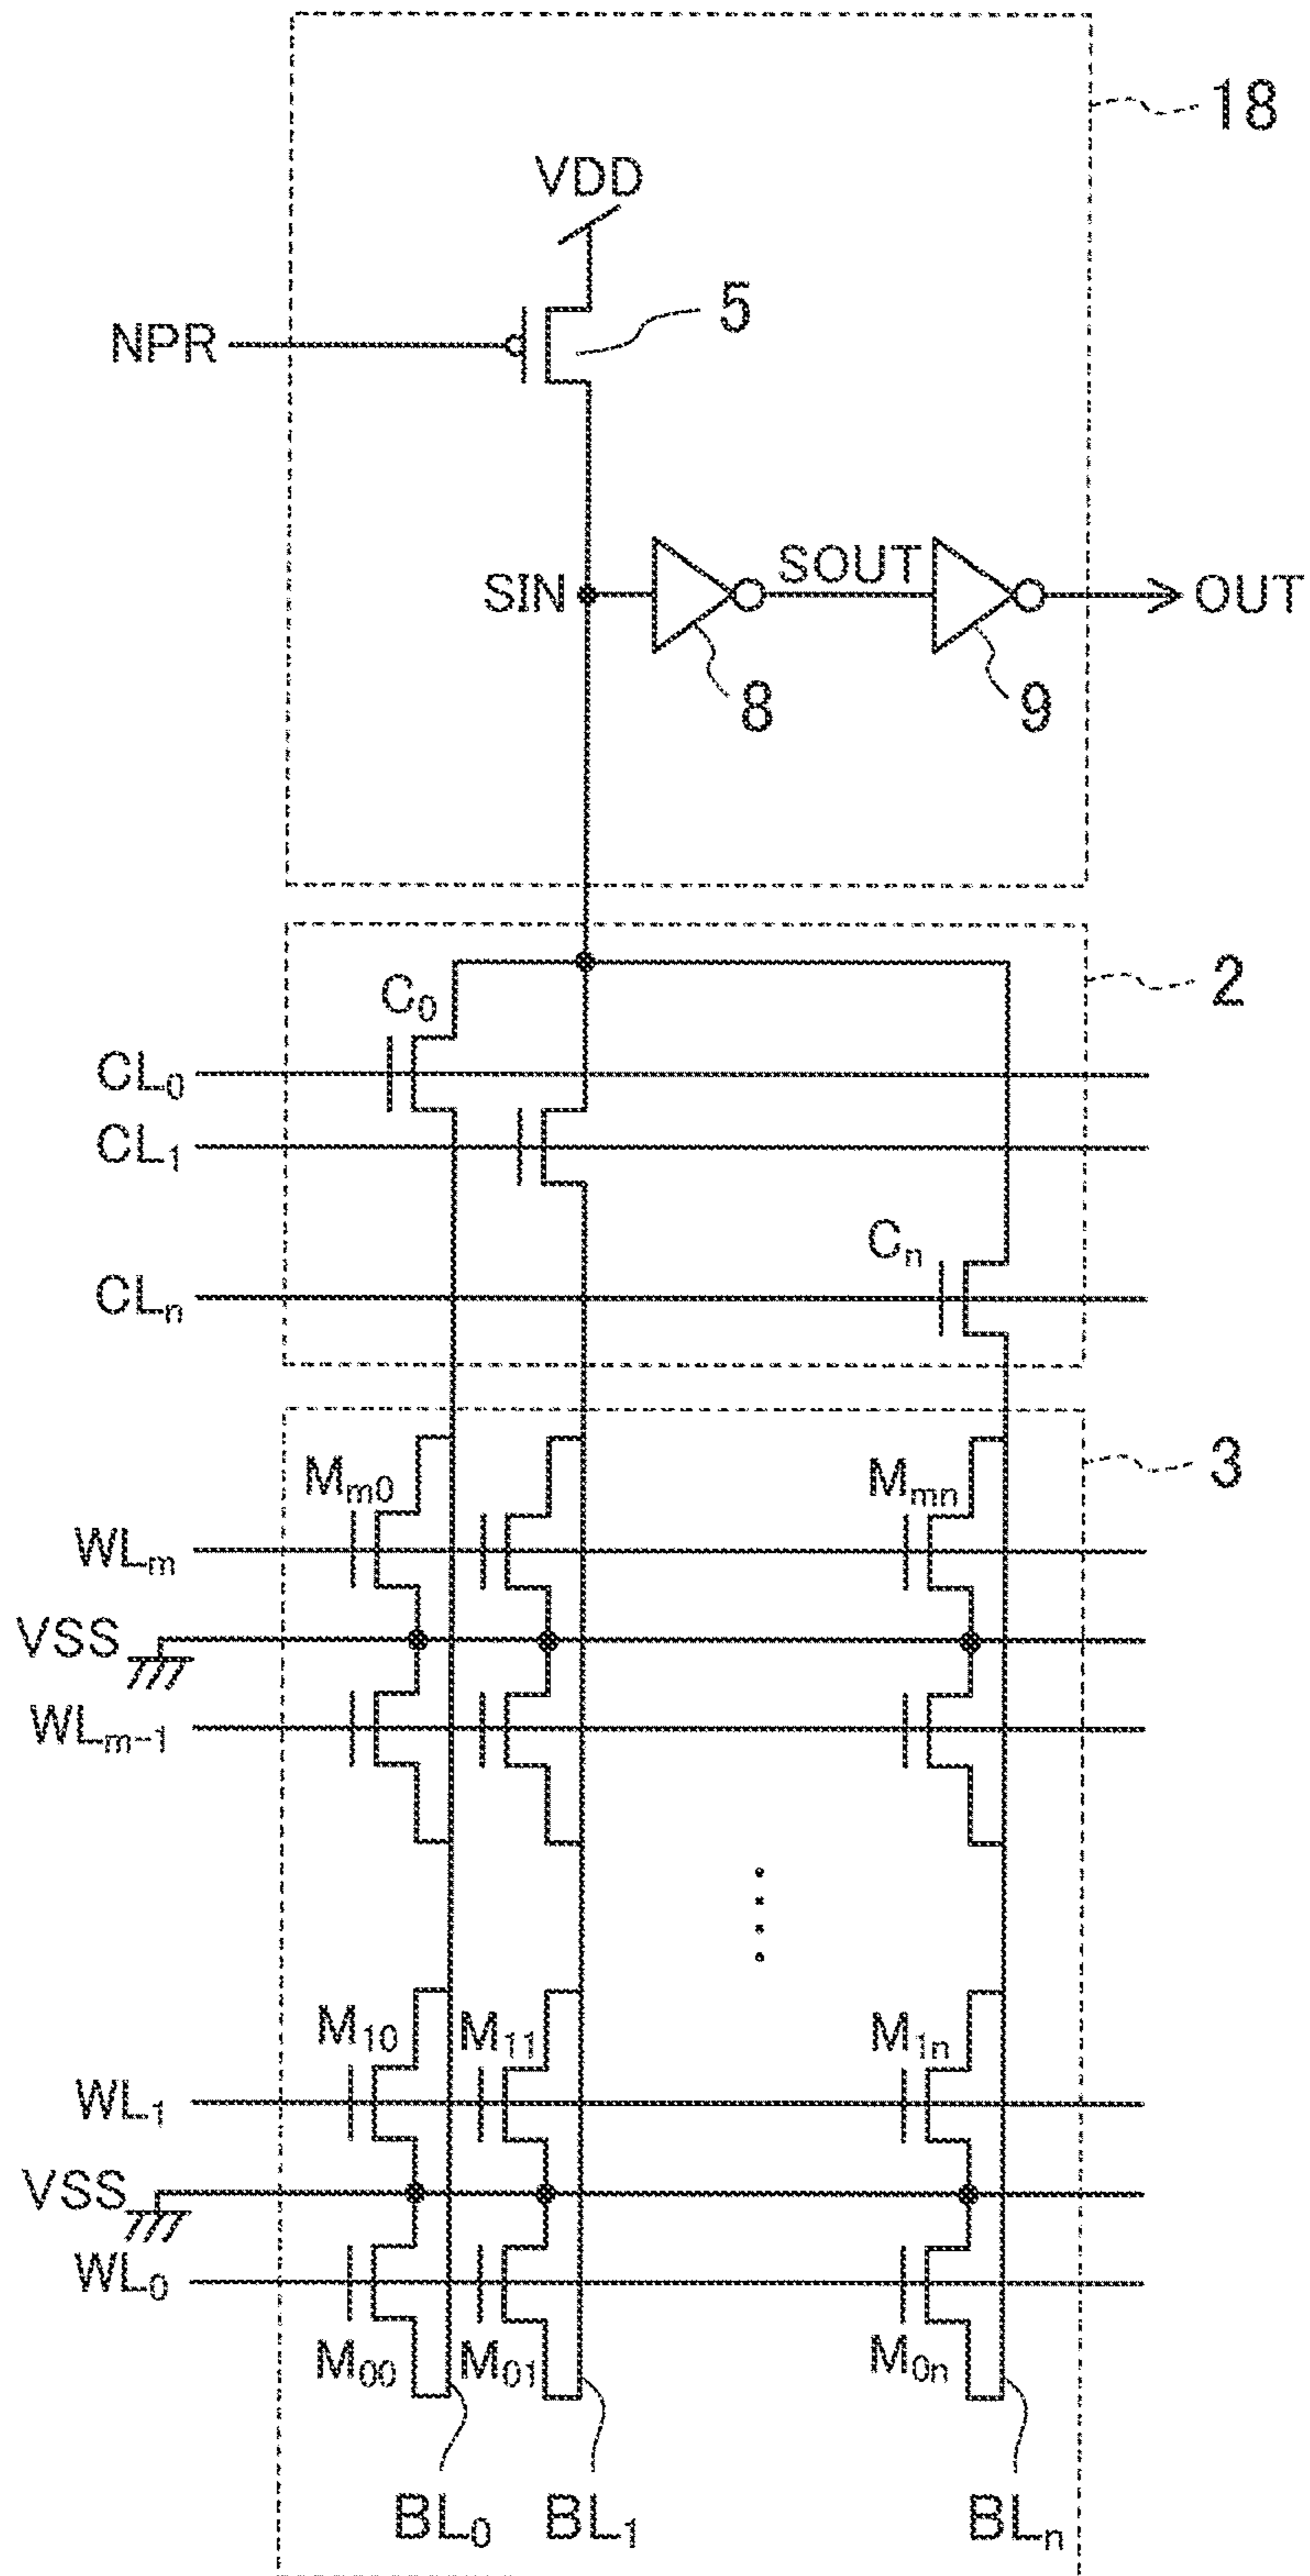 18
VDD
5
NPR
SIN
SOUT
OUT
8
9
2
C₀
CL₀
CL₁
Cₙ
CLₙ
3
Mₘ₀
Mₘₙ
WLₘ
VSS
WLₘ₋₁
M₁₀
M₁₁
M₁ₙ
WL₁
VSS
WL₀
M₀₀
M₀₁
M₀ₙ
BL₀
BL₁
BLₙ